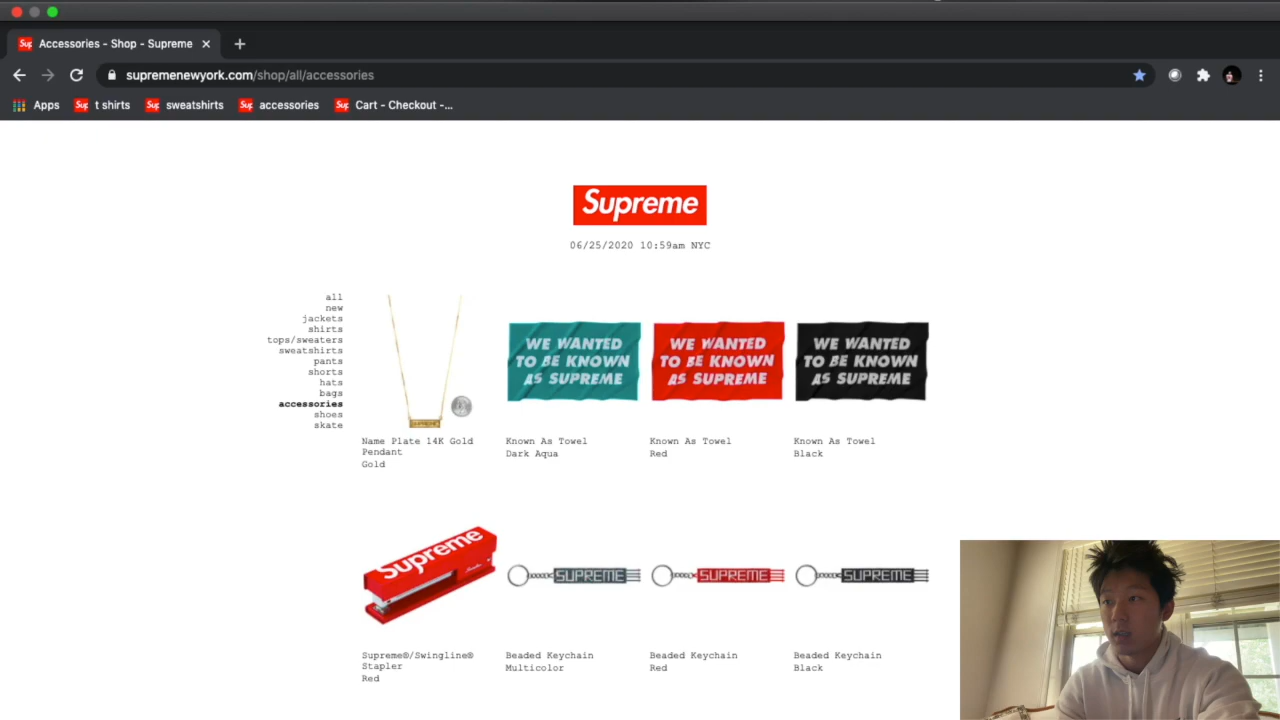 Accessories - Shop - Supreme
supremenewyork.com/shop/all/accessories
Apps t shirts sweatshirts accessories Cart - Checkout -...
Supreme
06/25/2020 10:59am NYC
all
new
jackets
shirts
tops/sweaters
sweatshirts
pants
shorts
hats
bags
accessories
shoes
skate
SUPREME
Name Plate 14K Gold
Pendant
Gold
WE WANTED
TO BE KNOWN
AS SUPREME
Known As Towel
Dark Aqua
WE WANTED
TO BE KNOWN
AS SUPREME
Known As Towel
Red
WE WANTED
TO BE KNOWN
AS SUPREME
Known As Towel
Black
Supreme
Supreme®/Swingline®
Stapler
Red
SUPREME
Beaded Keychain
Multicolor
SUPREME
Beaded Keychain
Red
SUPREME
Beaded Keychain
Black